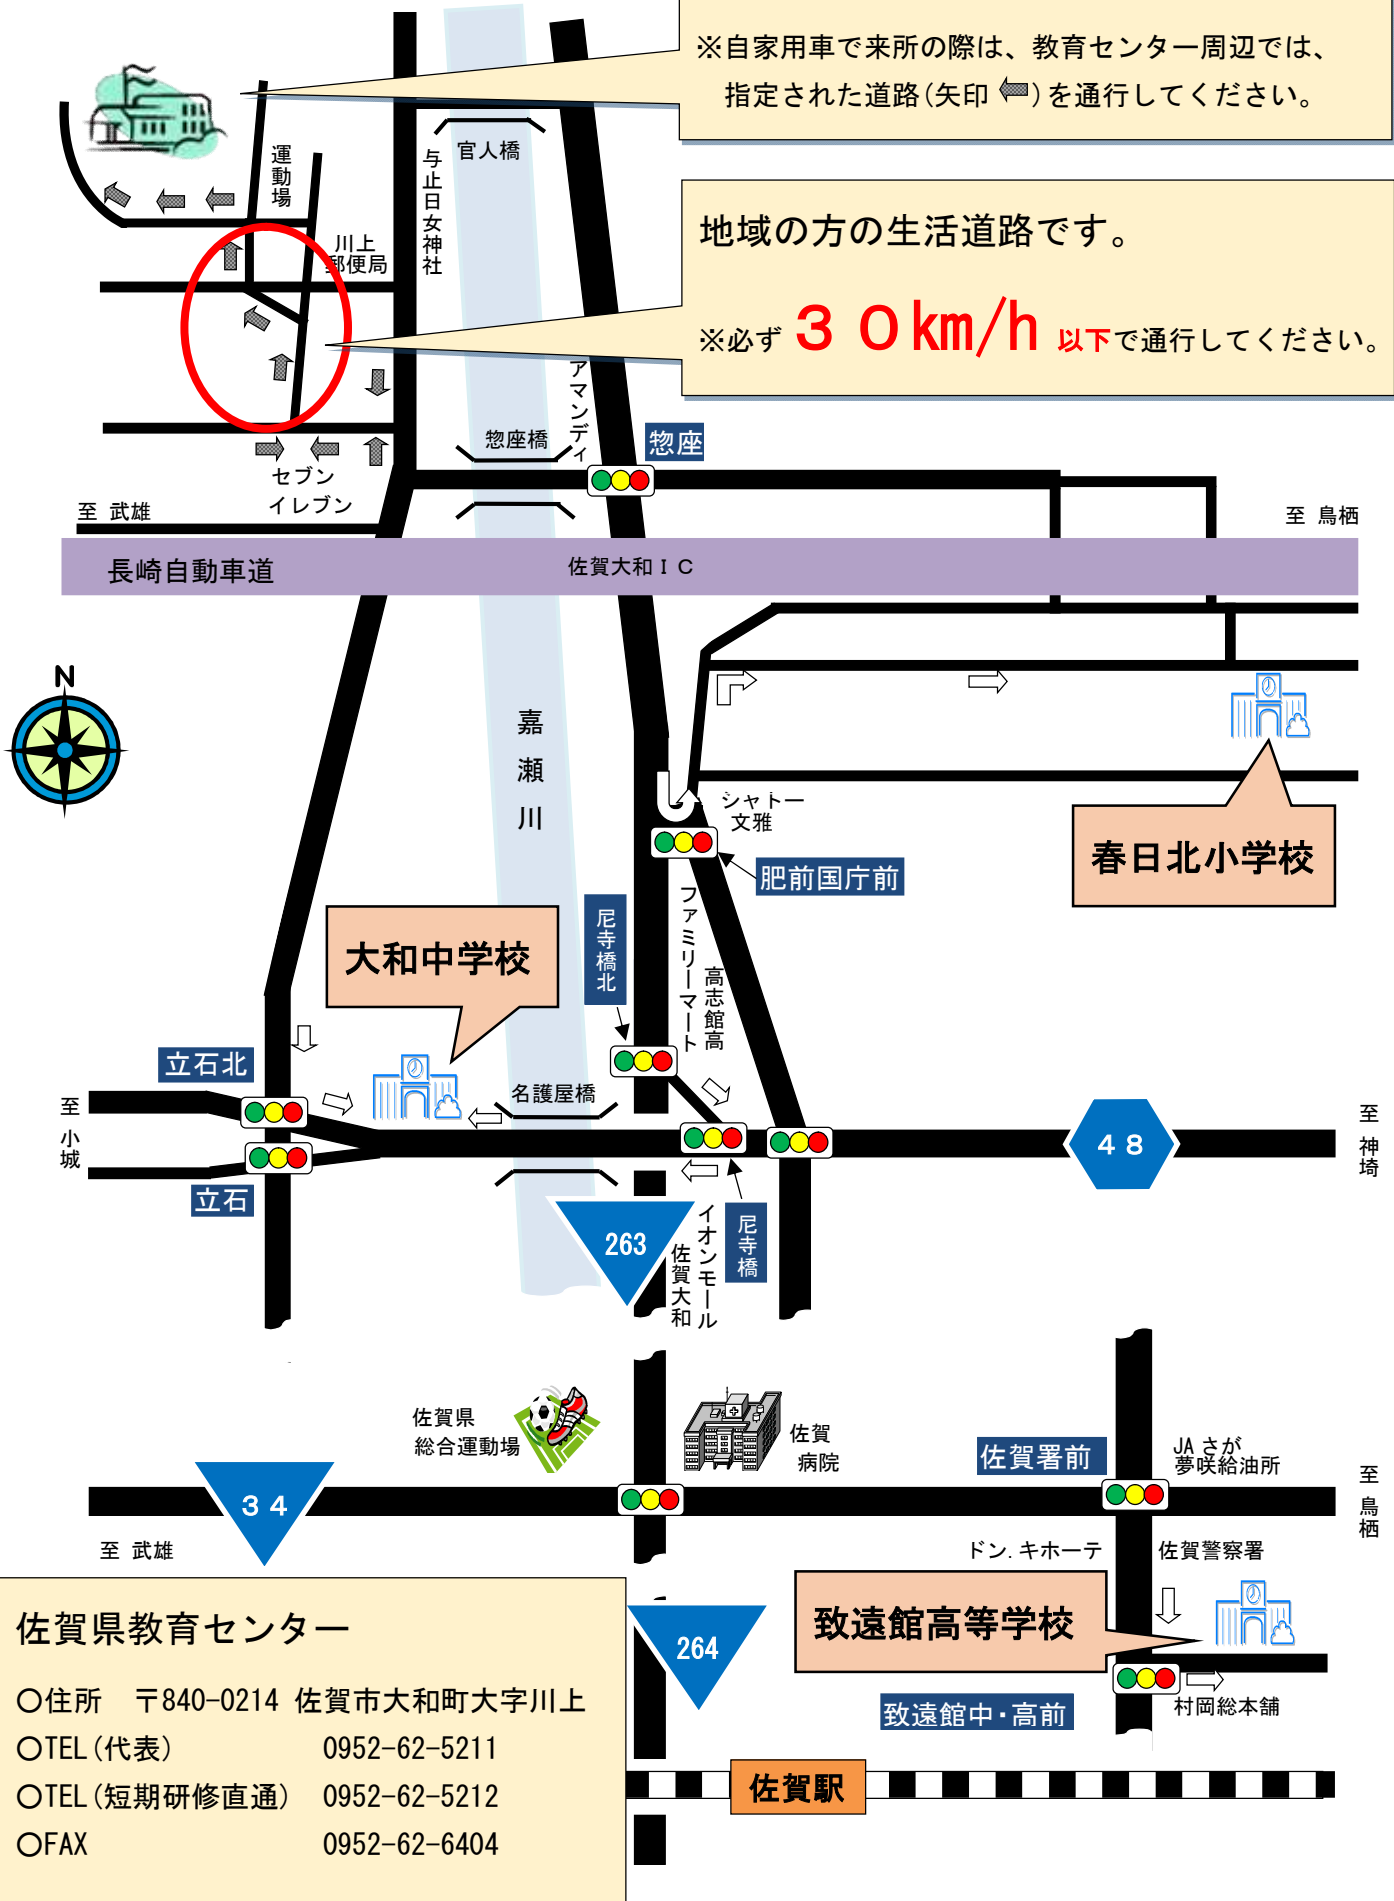 ※自家用車で来所の際は、教育センター周辺では、
指定された道路(矢印 )を通行してください。
運動場
与止日女神社
官人橋
川上
郵便局
地域の方の生活道路です。
※必ず ３０km/h 以下で通行してください。
アマンディ
惣座橋
惣座
セブン
イレブン
至 武雄
至 鳥栖
長崎自動車道
佐賀大和ＩＣ
N
嘉瀬川
シャトー
文雅
肥前国庁前
春日北小学校
大和中学校
尼寺橋北
ファミリーマート
高志館高
立石北
名護屋橋
至 小城
４８
至 神埼
立石
263
イオンモール
佐賀大和
尼寺橋
佐賀県
総合運動場
佐賀
病院
佐賀署前
JA さが
夢咲給油所
至 鳥栖
３４
至 武雄
ドン.キホーテ
佐賀警察署
致遠館高等学校
264
致遠館中・高前
村岡総本舗
佐賀県教育センター
○住所 〒840-0214 佐賀市大和町大字川上
○TEL(代表) 0952-62-5211
○TEL(短期研修直通) 0952-62-5212
○FAX 0952-62-6404
佐賀駅